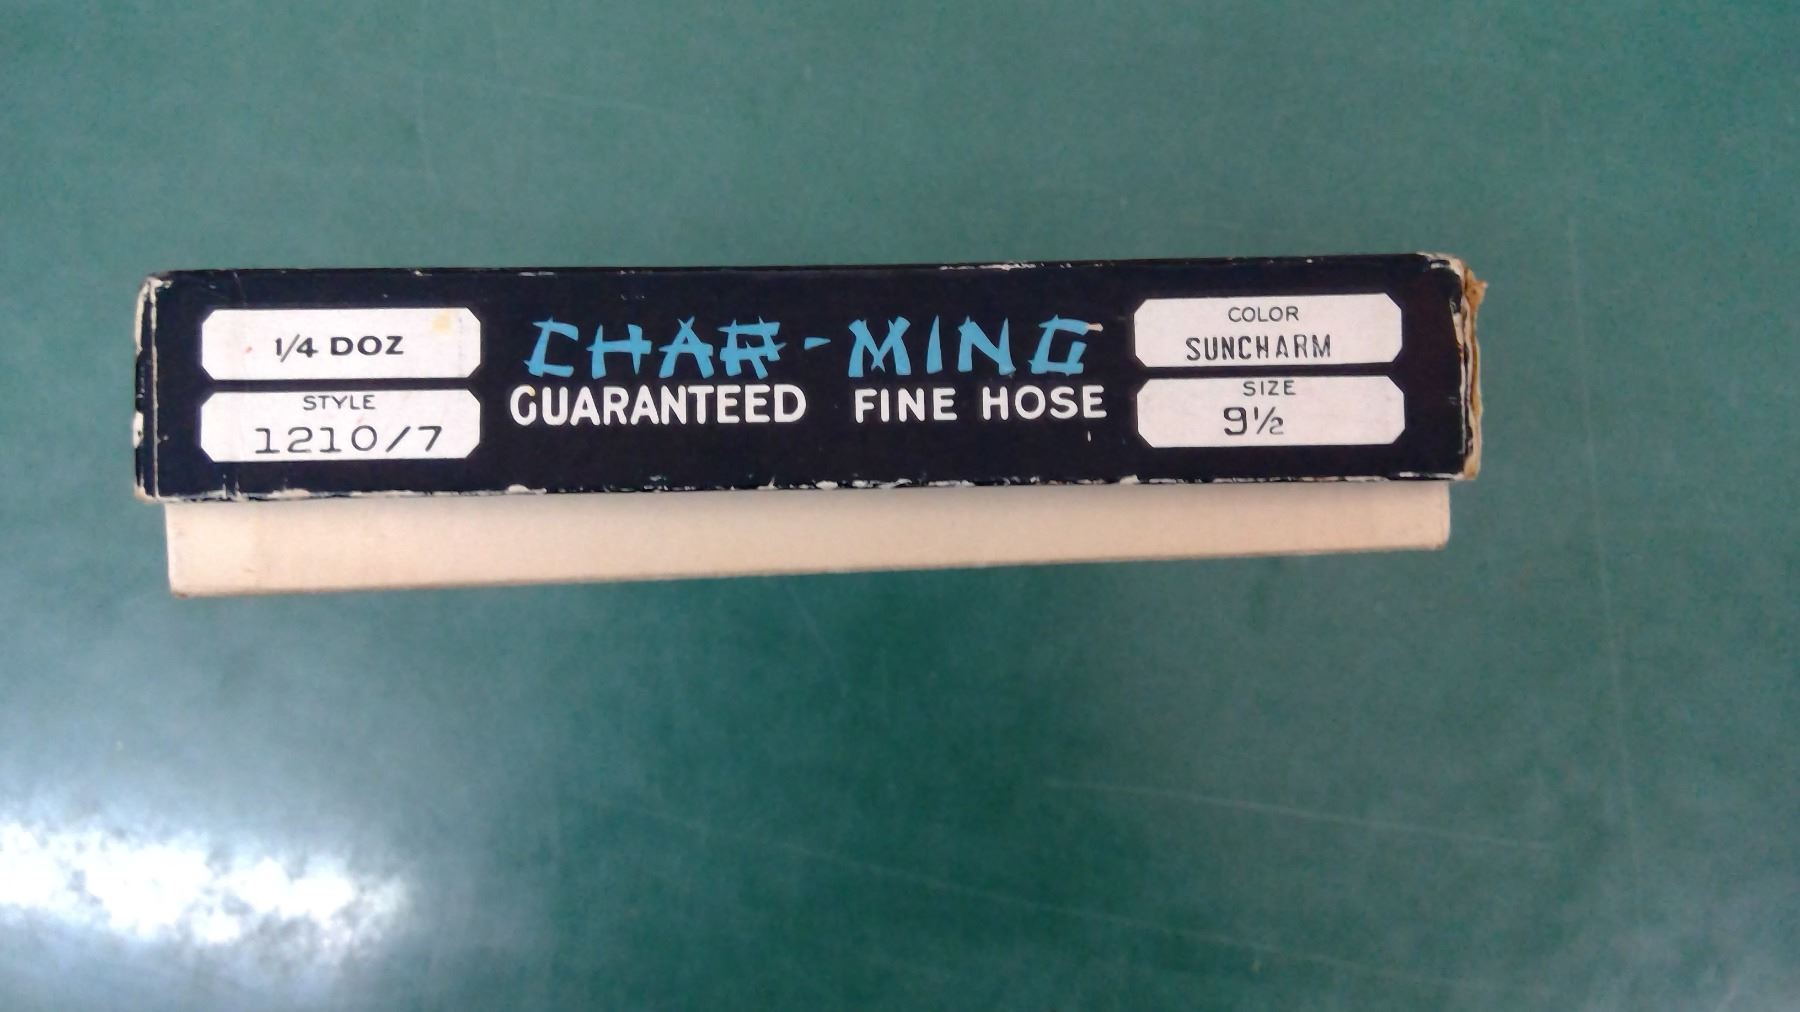 1/4 DOZ
STYLE
1210/7
CHAR-MING
GUARANTEED FINE HOSE
COLOR
SUNCHARM
SIZE
9½